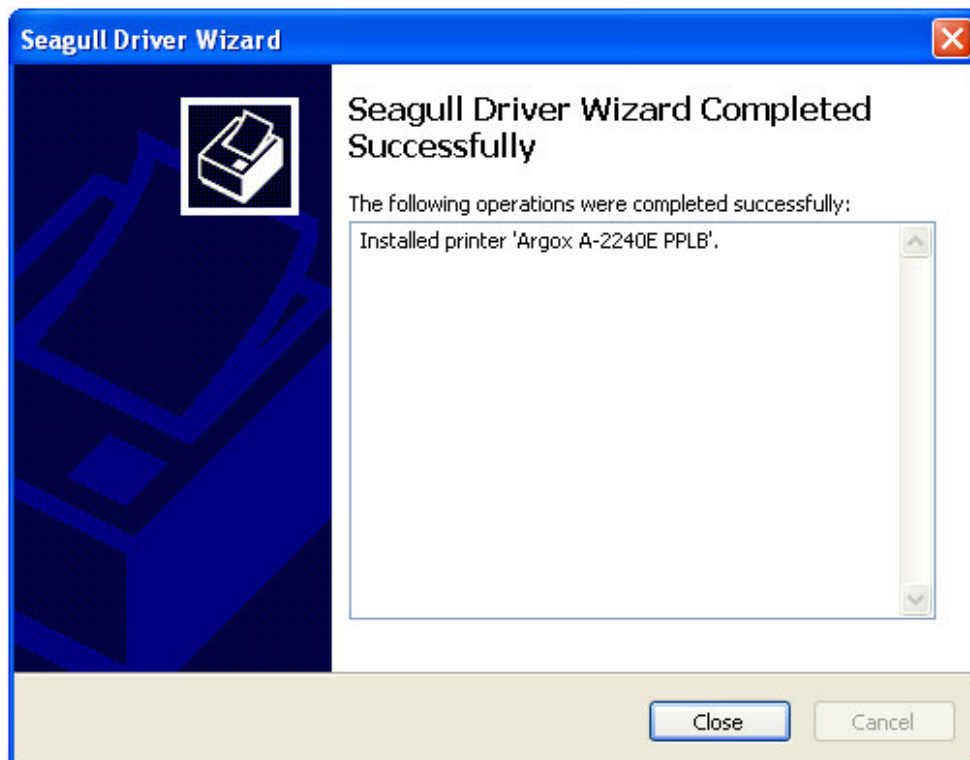 Seagull Driver Wizard
Seagull Driver Wizard Completed
Successfully
The following operations were completed successfully:
Installed printer 'Argox A-2240E PPLB'.
Close
Cancel